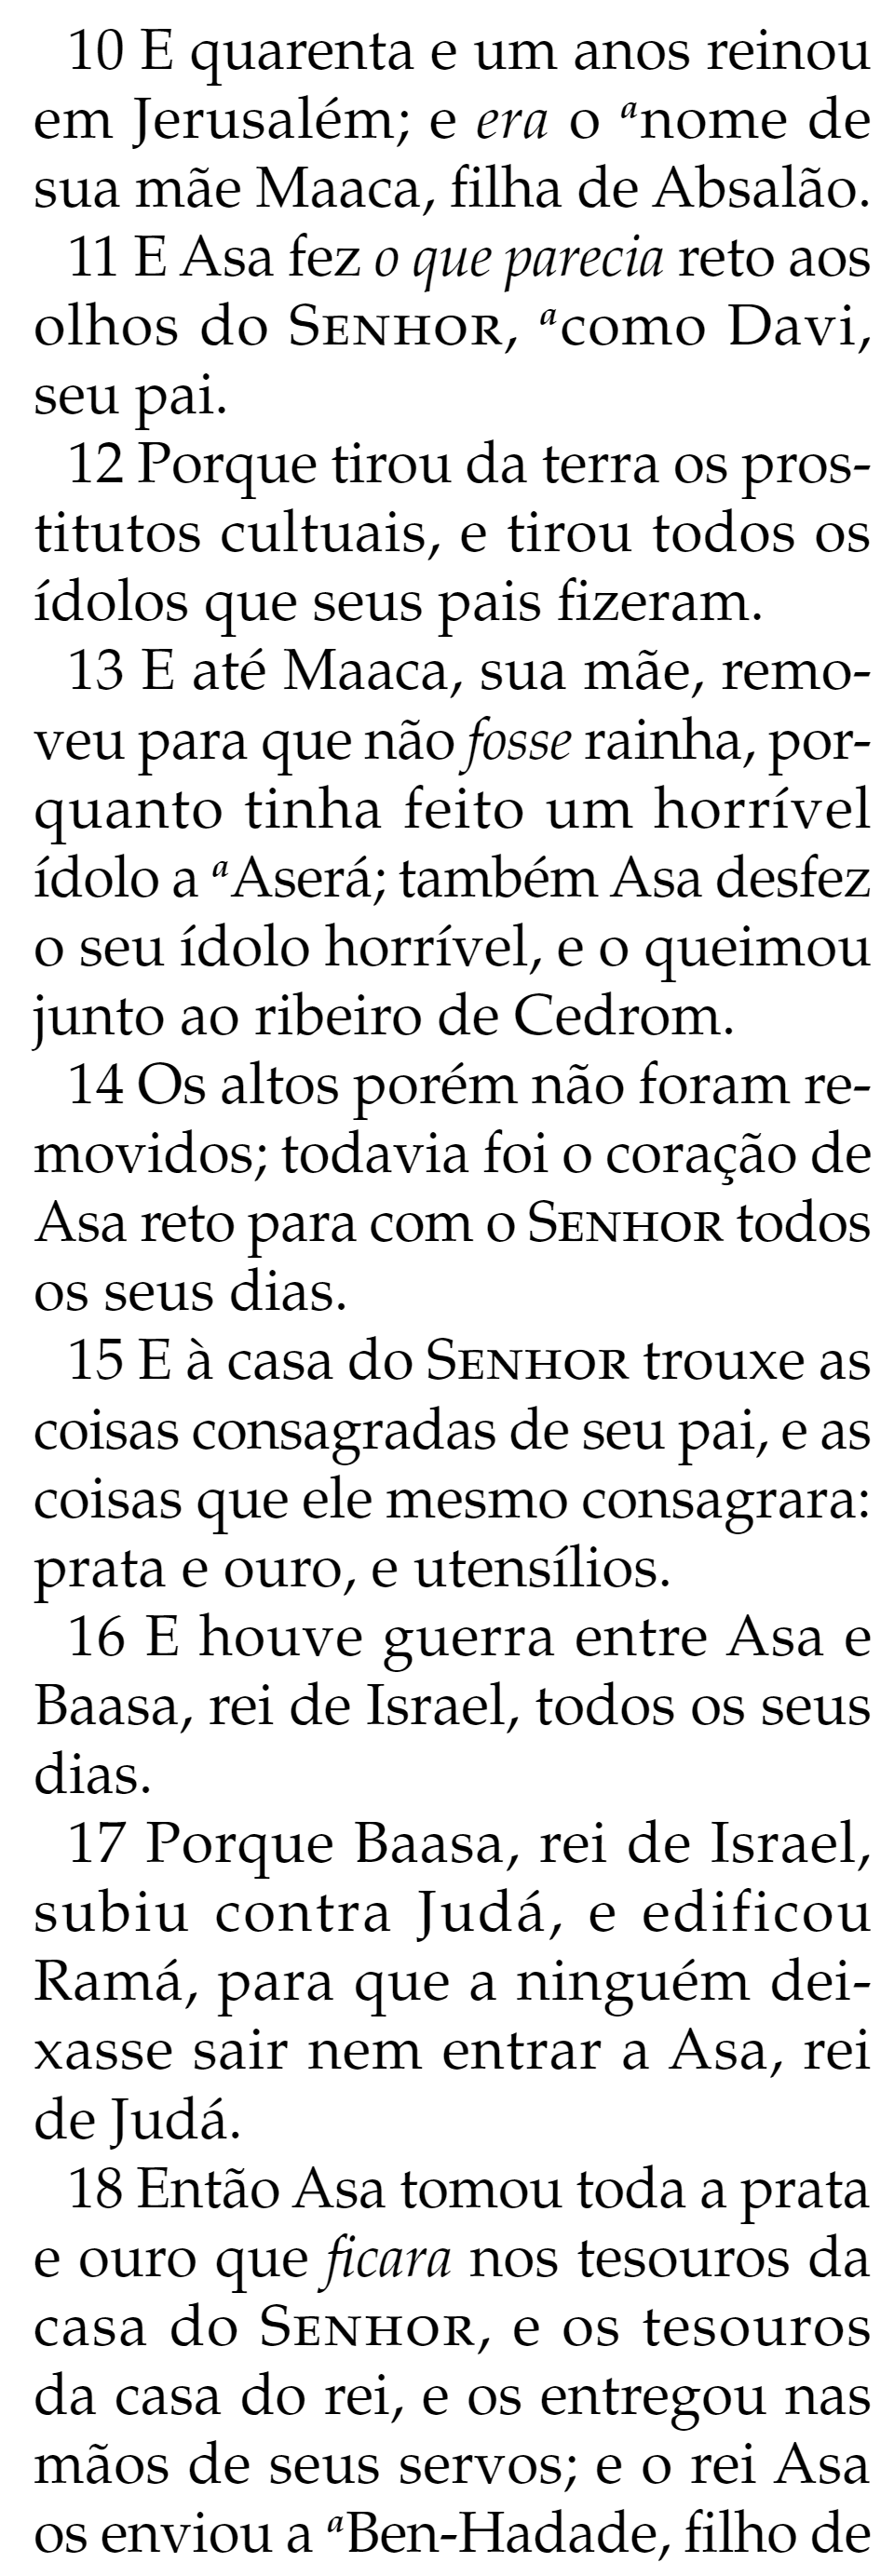 10 E quarenta e um anos reinou
em Jerusalém; e era o ᵃnome de
sua mãe Maaca, filha de Absalão.
11 E Asa fez o que parecia reto aos
olhos do SENHOR, ᵃcomo Davi,
seu pai.
12 Porque tirou da terra os pros-
titutos cultuais, e tirou todos os
ídolos que seus pais fizeram.
13 E até Maaca, sua mãe, remo-
veu para que não fosse rainha, por-
quanto tinha feito um horrível
ídolo a ᵃAserá; também Asa desfez
o seu ídolo horrível, e o queimou
junto ao ribeiro de Cedrom.
14 Os altos porém não foram re-
movidos; todavia foi o coração de
Asa reto para com o SENHOR todos
os seus dias.
15 E à casa do SENHOR trouxe as
coisas consagradas de seu pai, e as
coisas que ele mesmo consagrara:
prata e ouro, e utensílios.
16 E houve guerra entre Asa e
Baasa, rei de Israel, todos os seus
dias.
17 Porque Baasa, rei de Israel,
subiu contra Judá, e edificou
Ramá, para que a ninguém dei-
xasse sair nem entrar a Asa, rei
de Judá.
18 Então Asa tomou toda a prata
e ouro que ficara nos tesouros da
casa do SENHOR, e os tesouros
da casa do rei, e os entregou nas
mãos de seus servos; e o rei Asa
os enviou a ᵃBen-Hadade, filho de